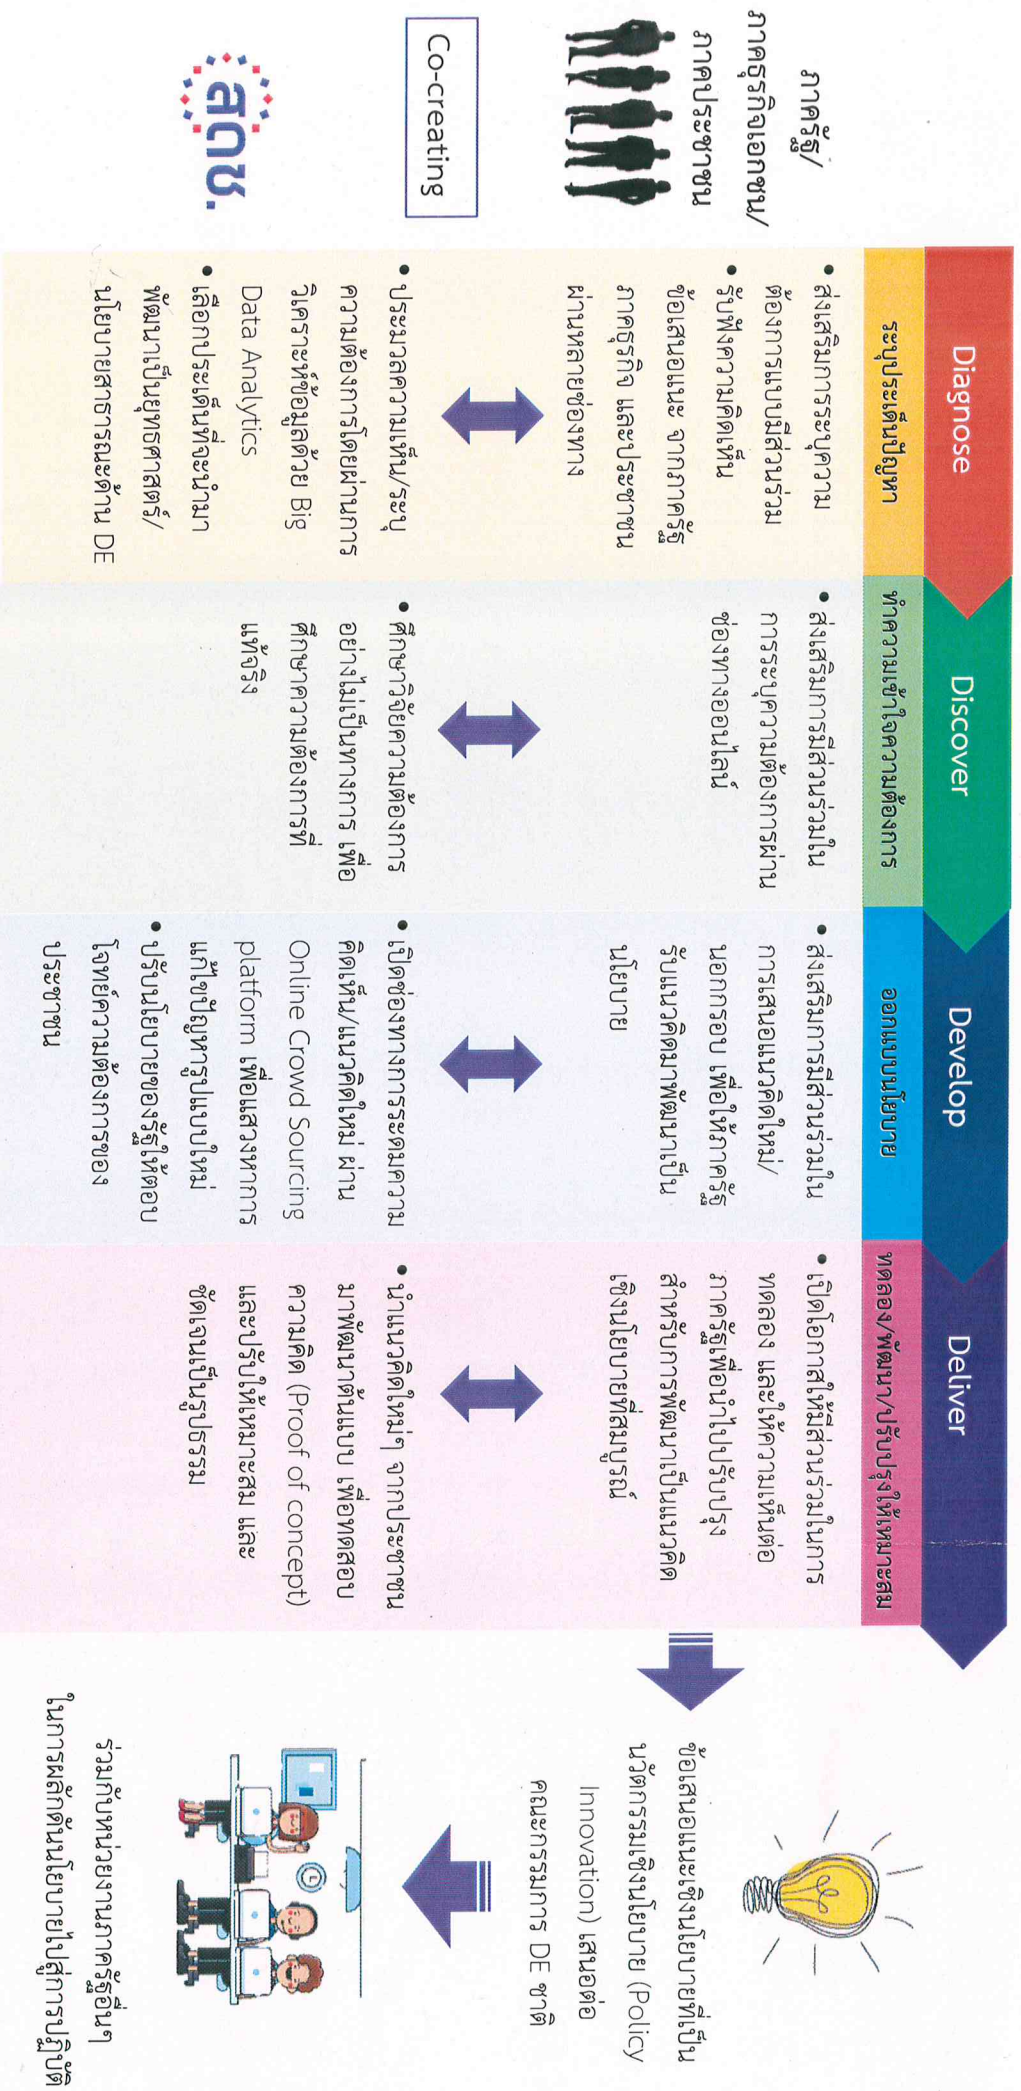 Diagnose
Discover
Develop
Deliver
ระบุประเด็นปัญหา
ทำความเข้าใจความต้องการ
ออกแบบนโยบาย
ทดลอง/พัฒนา/ปรับปรุงให้เหมาะสม
ภาครัฐ/
ภาคธุรกิจเอกชน/
ภาคประชาชน
• ส่งเสริมการระบุความ
ต้องการแบบมีส่วนร่วม
• รับฟังความคิดเห็น
ข้อเสนอแนะ จากภาครัฐ
ภาคธุรกิจ และประชาชน
ผ่านหลายช่องทาง
• ส่งเสริมการมีส่วนร่วมใน
การระบุความต้องการผ่าน
ช่องทางออนไลน์
• ส่งเสริมการมีส่วนร่วมใน
การเสนอแนวคิดใหม่/
นอกกรอบ เพื่อให้ภาครัฐ
รับแนวคิดมาพัฒนาเป็น
นโยบาย
• เปิดโอกาสให้มีส่วนร่วมในการ
ทดลอง และให้ความเห็นต่อ
ภาครัฐเพื่อนำไปปรับปรุง
สำหรับการพัฒนาเป็นแนวคิด
เชิงนโยบายที่สมบูรณ์
Co-creating
สดช.
• ประมวลความเห็น/ระบุ
ความต้องการโดยผ่านการ
วิเคราะห์ข้อมูลด้วย Big
Data Analytics
• เลือกประเด็นที่จะนำมา
พัฒนาเป็นยุทธศาสตร์/
นโยบายสาธารณะด้าน DE
• ศึกษาวิจัยความต้องการ
อย่างไม่เป็นทางการ เพื่อ
ศึกษาความต้องการที่
แท้จริง
• เปิดช่องทางการระดมความ
คิดเห็น/แนวคิดใหม่ ผ่าน
Online Crowd Sourcing
platform เพื่อแสวงหาการ
แก้ไขปัญหารูปแบบใหม่
• ปรับนโยบายของรัฐให้ตอบ
โจทย์ความต้องการของ
ประชาชน
• นำแนวคิดใหม่ๆ จากประชาชน
มาพัฒนาต้นแบบ เพื่อทดสอบ
ความคิด (Proof of concept)
และปรับให้เหมาะสม และ
ชัดเจนเป็นรูปธรรม
ข้อเสนอแนะเชิงนโยบายที่เป็น
นวัตกรรมเชิงนโยบาย (Policy
Innovation) เสนอต่อ
คณะกรรมการ DE ชาติ
ร่วมกับหน่วยงานภาครัฐอื่นๆ
ในการผลักดันนโยบายไปสู่การปฏิบัติ